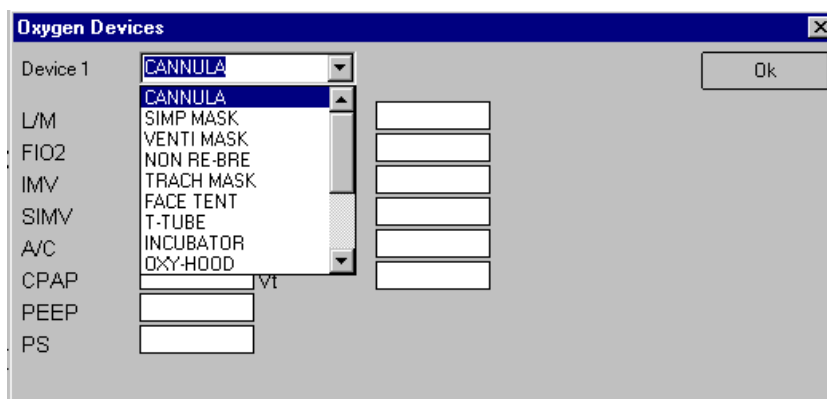 Oxygen Devices
Device 1 CANNULA Ok
CANNULA
SIMP MASK
VENTI MASK
NON RE-BRE
TRACH MASK
FACE TENT
T-TUBE
INCUBATOR
OXY-HOOD
L/M
FIO2
IMV
SIMV
A/C
CPAP Vt
PEEP
PS